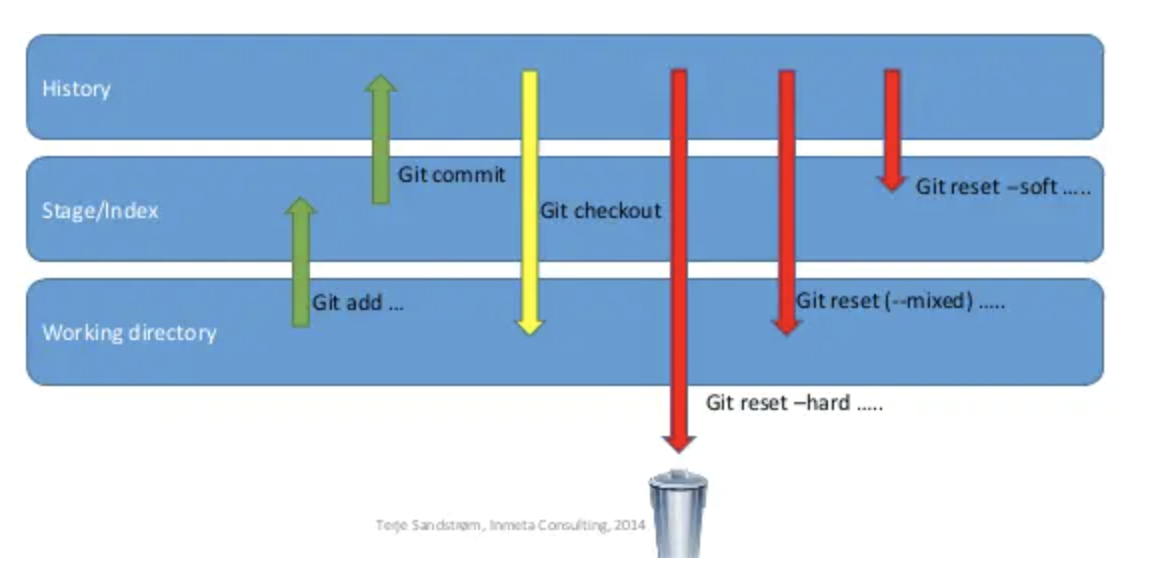 History
Git commit
Git reset –soft .....
Stage/Index
Git checkout
Git add ...
Git reset (--mixed) .....
Working directory
Git reset –hard .....
Terje Sandstrøm, Inmeta Consulting, 2014